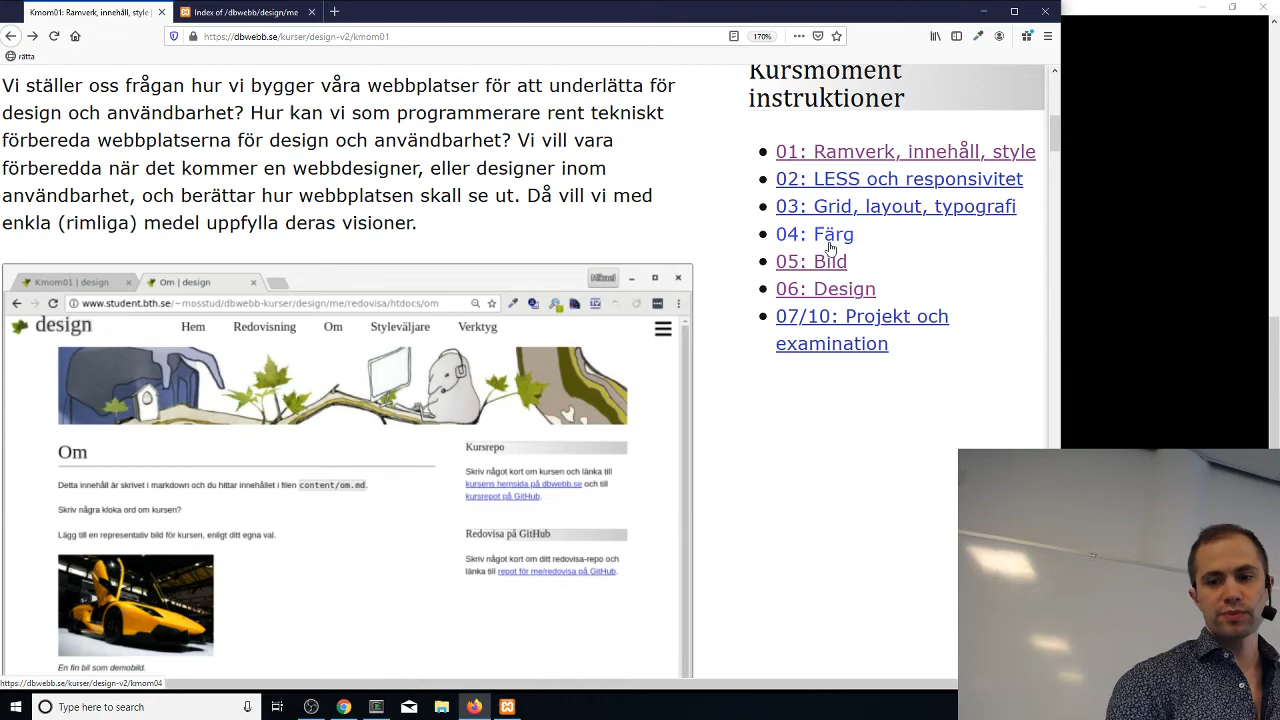 Kmom01: Ramverk, innehåll, style
Index of /dbwebb/design/me
https://dbwebb.se/kurser/design-v2/kmom01
170%
rätta
Vi ställer oss frågan hur vi bygger våra webbplatser för att underlätta för
design och användbarhet? Hur kan vi som programmerare rent tekniskt
förbereda webbplatserna för design och användbarhet? Vi vill vara
förberedda när det kommer en webbdesigner, eller designer inom
användbarhet, och berättar hur webbplatsen skall se ut. Då vill vi med
enkla (rimliga) medel uppfylla deras visioner.
Kursmoment
instruktioner
01: Ramverk, innehåll, style
02: LESS och responsivitet
03: Grid, layout, typografi
04: Färg
05: Bild
06: Design
07/10: Projekt och
examination
Kmom01 | design
Om | design
Mikael
www.student.bth.se/~mosstud/dbwebb-kurser/design/me/redovisa/htdocs/om
design
Hem
Redovisning
Om
Styleväljare
Verktyg
Om
Detta innehåll är skrivet i markdown och du hittar innehållet i filen content/om.md.
Skriv några kloka ord om kursen?
Lägg till en representativ bild för kursen, enligt ditt egna val.
En fin bil som demobild.
Kursrepo
Skriv något kort om kursen och länka till
kursens hemsida på dbwebb.se och till
kursrepot på GitHub.
Redovisa på GitHub
Skriv något kort om ditt redovisa-repo och
länka till repot för me/redovisa på GitHub.
https://dbwebb.se/kurser/design-v2/kmom04
Type here to search